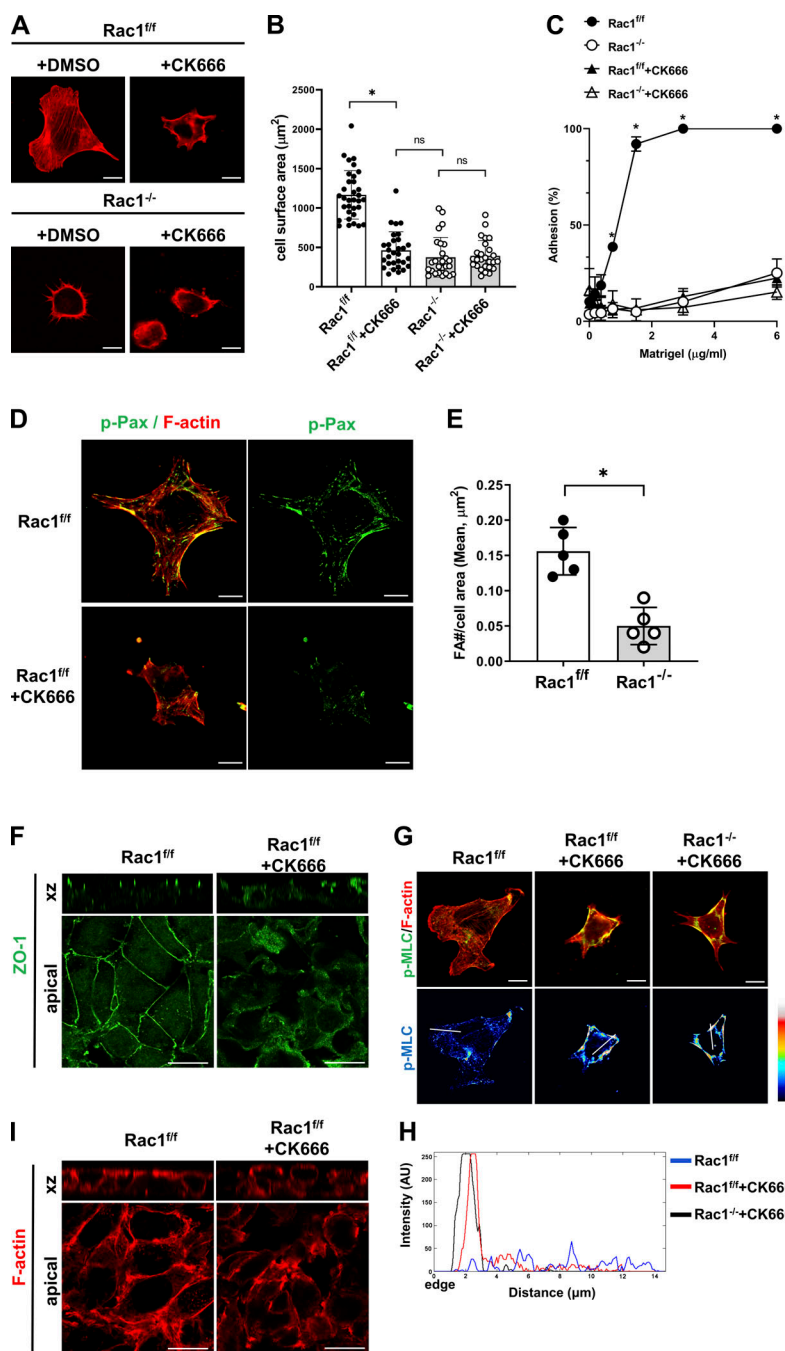 A
Rac1f/f
+DMSO +CK666
Rac1-/-
+DMSO +CK666
B
cell surface area (μm2)
2500
2000
1500
1000
500
0
*
ns
ns
Rac1f/f
Rac1f/f+CK666
Rac1-/-
Rac1-/-+CK666
C
Rac1f/f
Rac1-/-
Rac1f/f+CK666
Rac1-/-+CK666
Adhesion (%)
100
50
0
* * * *
0 2 4 6
Matrigel (μg/ml)
D
p-Pax / F-actin p-Pax
Rac1f/f
Rac1f/f
+CK666
E
FA#/cell area (Mean, μm2)
0.25
0.20
0.15
0.10
0.05
0.00
*
Rac1f/f Rac1-/-
F
Rac1f/f Rac1f/f
+CK666
ZO-1
xz
apical
G
Rac1f/f Rac1f/f
+CK666
Rac1-/-
+CK666
p-MLC/F-actin
p-MLC
I
Rac1f/f Rac1f/f
+CK666
F-actin
xz
apical
H
Intensity (AU)
250
200
150
100
50
0
0 2 4 6 8 10 12 14
edge
Distance (μm)
Rac1f/f
Rac1f/f+CK66
Rac1-/-+CK66